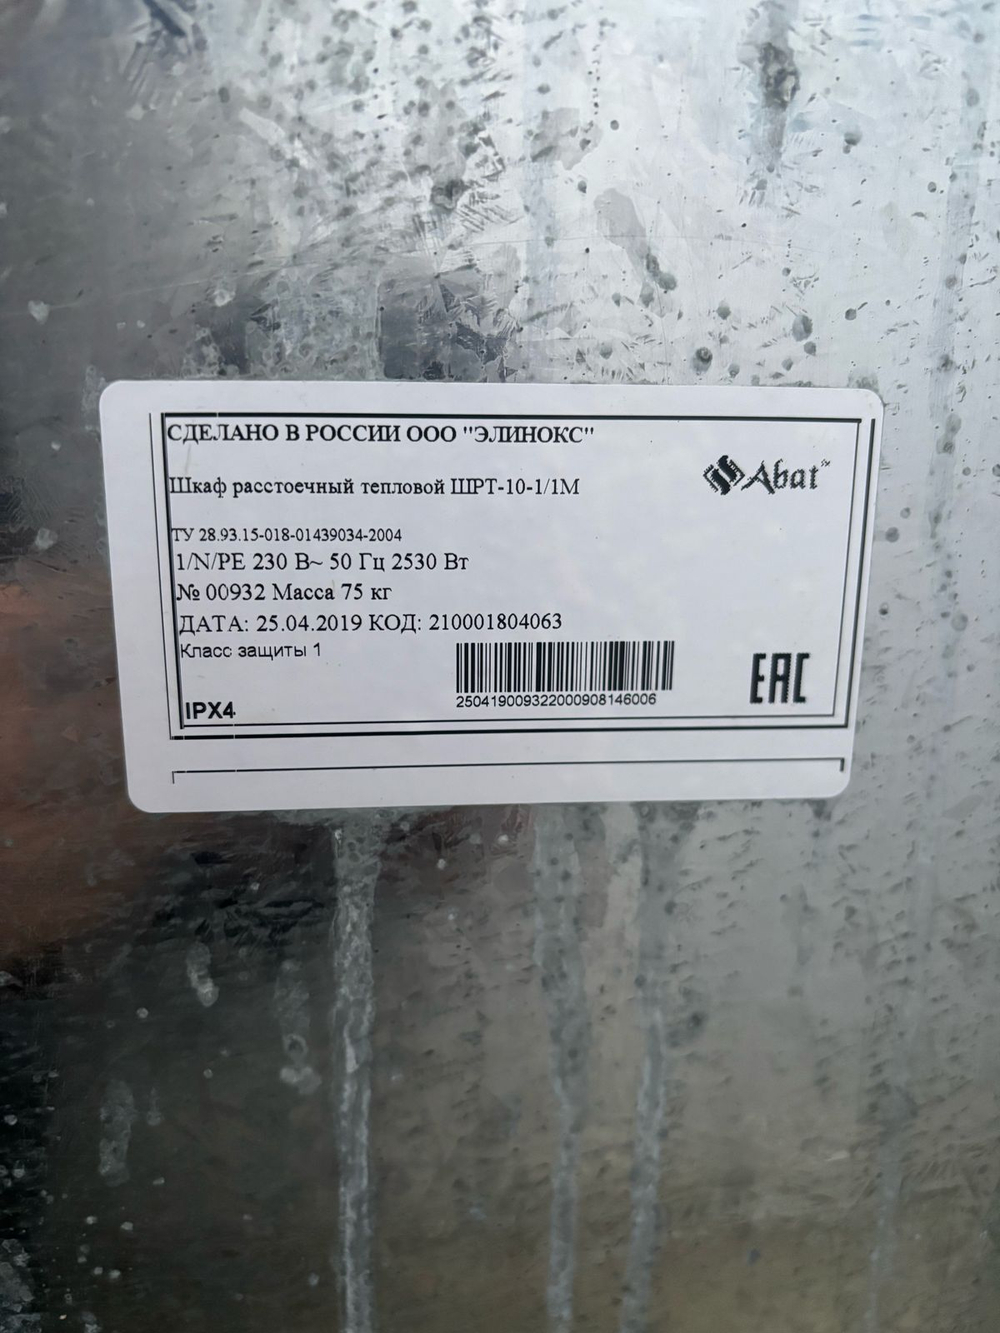 СДЕЛАНО В РОССИИ ООО "ЭЛИНОКС"
Abat™
Шкаф расстоечный тепловой ШРТ-10-1/1М
ТУ 28.93.15-018-01439034-2004
1/N/PE 230 В~ 50 Гц 2530 Вт
№ 00932 Масса 75 кг
ДАТА: 25.04.2019 КОД: 210001804063
Класс защиты 1
250419009322000908146006
EAC
IPX4